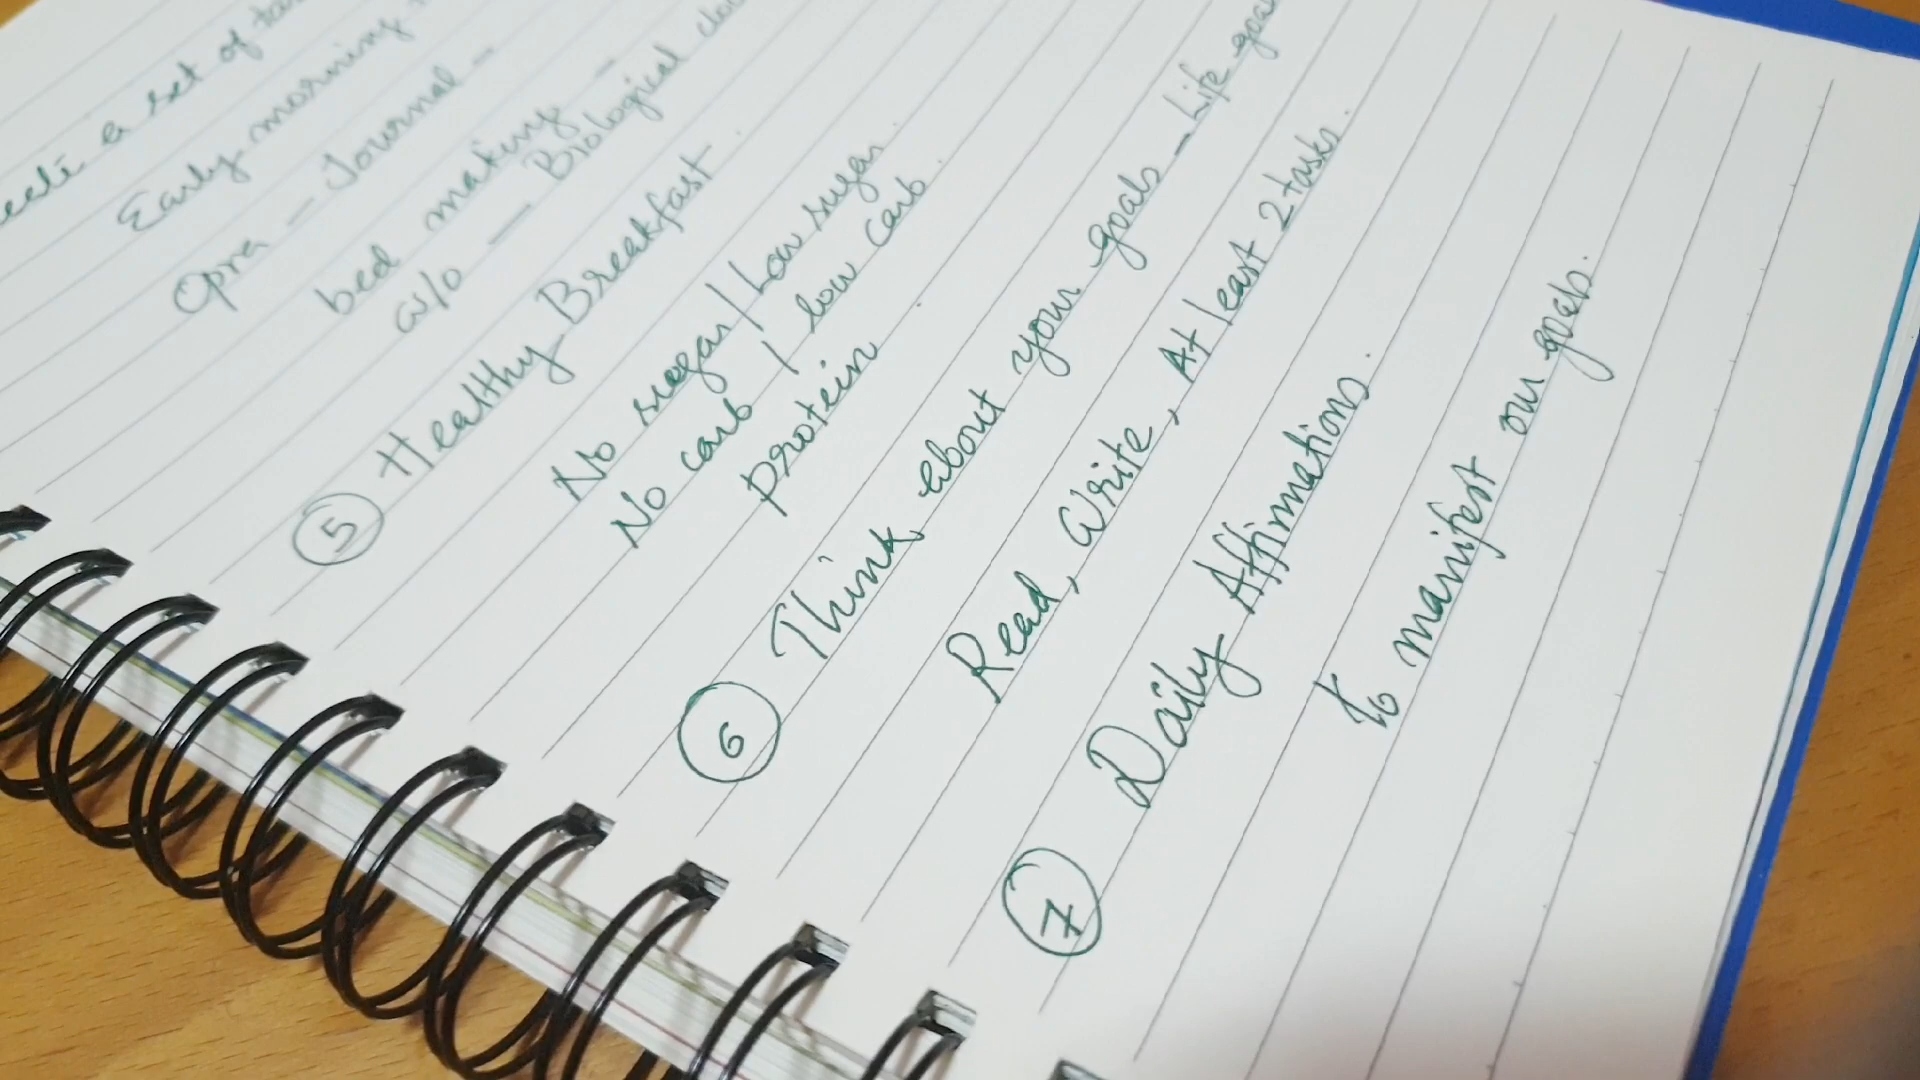 a set of
Early morning
Opra - Journal -
bed making -
w/o - Biological
5 Healthy Breakfast
No sugar / Low sugar
No carb / low carb.
protein
6 Think about your goals - Life
Read, Write, At least 2 tasks.
7 Daily Affirmations.
To manifest our goals.